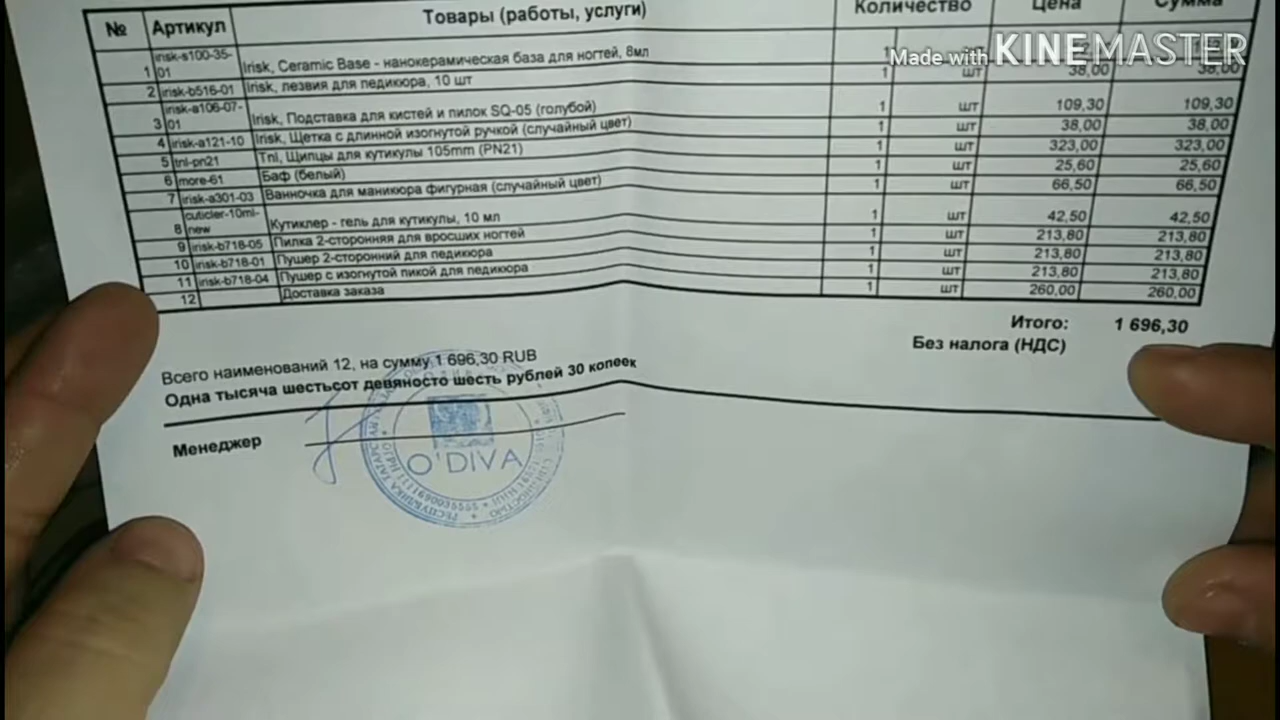 № Артикул Товары (работы, услуги) Количество Цена Сумма
Made with KINEMASTER
1 irisk-s100-35-01 Irisk, Ceramic Base - нанокерамическая база для ногтей, 8мл 1
2 irisk-b516-01 Irisk, лезвия для педикюра, 10 шт 1 шт 38,00 38,00
3 irisk-a106-07-01 Irisk, Подставка для кистей и пилок SQ-05 (голубой) 1 шт 109,30 109,30
4 irisk-a121-10 Irisk, Щетка с длинной изогнутой ручкой (случайный цвет) 1 шт 38,00 38,00
5 tnl-pn21 Tnl, Щипцы для кутикулы 105mm (PN21) 1 шт 323,00 323,00
6 more-61 Баф (белый) 1 шт 25,60 25,60
7 irisk-a301-03 Ванночка для маникюра фигурная (случайный цвет) 1 шт 66,50 66,50
8 cuticler-10ml-new Кутиклер - гель для кутикулы, 10 мл 1 шт 42,50 42,50
9 irisk-b718-05 Пилка 2-сторонняя для вросших ногтей 1 шт 213,80 213,80
10 irisk-b718-01 Пушер 2-сторонний для педикюра 1 шт 213,80 213,80
11 irisk-b718-04 Пушер с изогнутой пикой для педикюра 1 шт 213,80 213,80
12 Доставка заказа 1 шт 260,00 260,00
Итого: 1 696,30
Без налога (НДС)
Всего наименований 12, на сумму 1 696,30 RUB
Одна тысяча шестьсот девяносто шесть рублей 30 копеек
Менеджер
O'DIVA